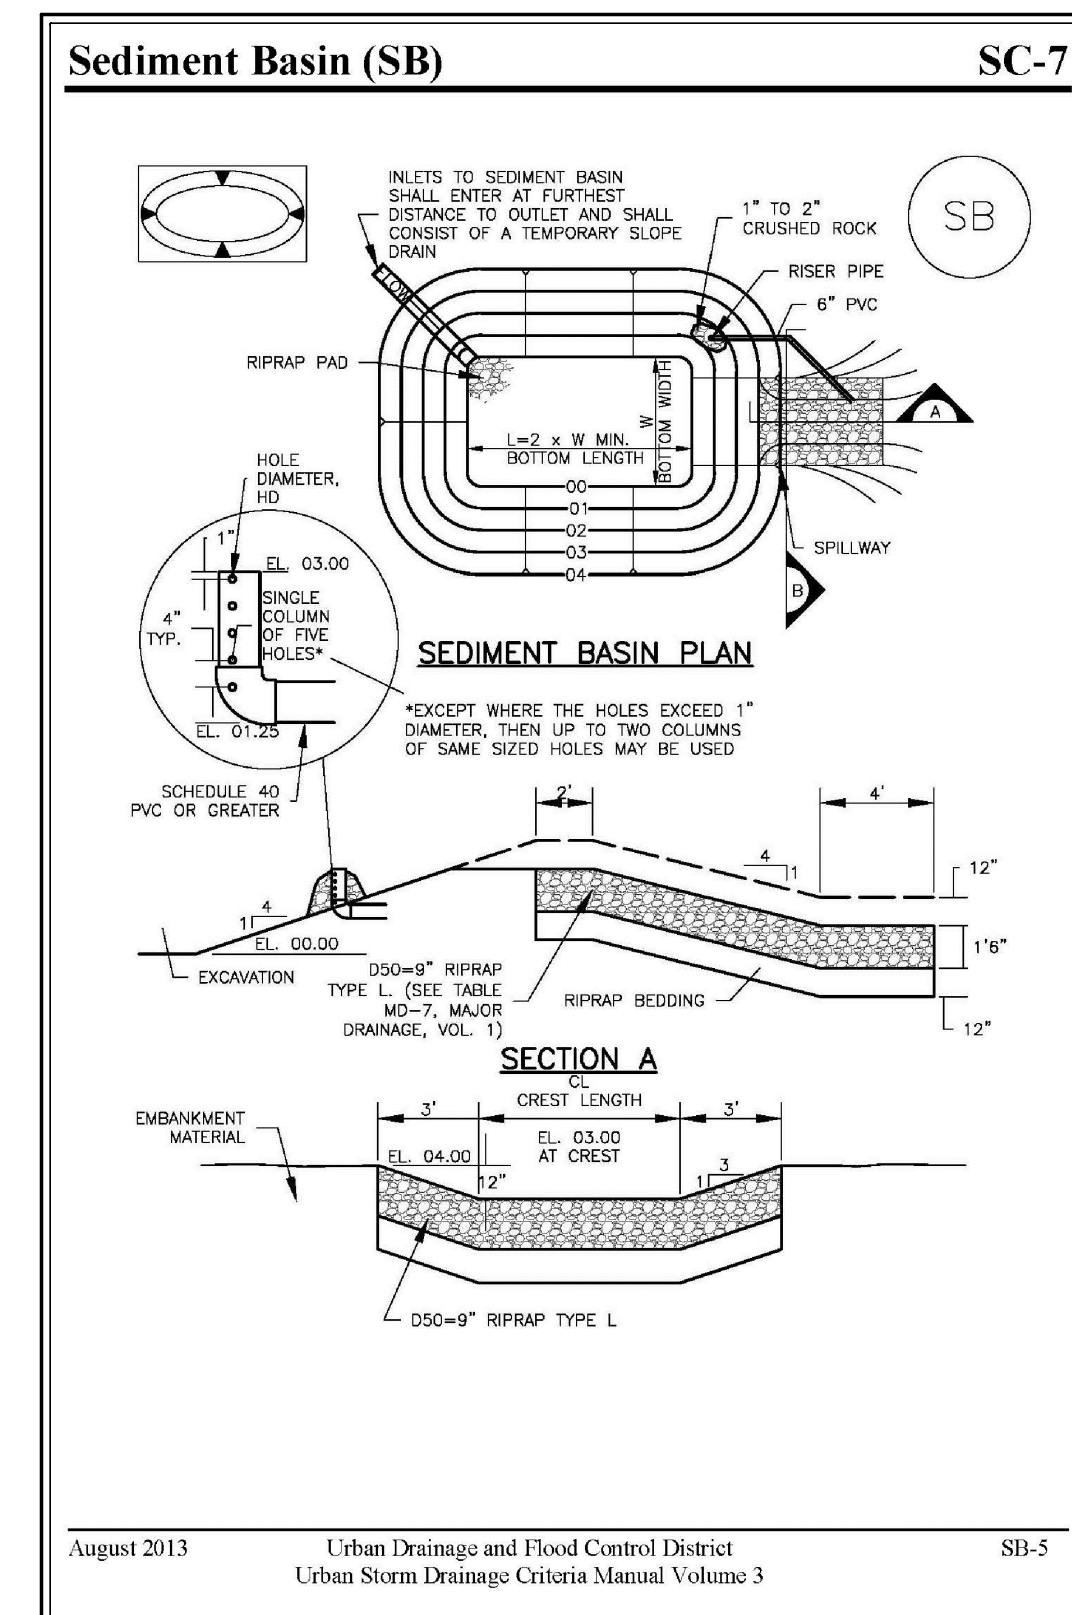 Sediment Basin (SB)
SC-7
INLETS TO SEDIMENT BASIN
SHALL ENTER AT FURTHEST
DISTANCE TO OUTLET AND SHALL
CONSIST OF A TEMPORARY SLOPE
DRAIN
1" TO 2"
CRUSHED ROCK
SB
RISER PIPE
6" PVC
FLOW
RIPRAP PAD
W
BOTTOM WIDTH
L=2 x W MIN.
BOTTOM LENGTH
A
00
01
02
03
04
SPILLWAY
B
HOLE
DIAMETER,
HD
1"
EL. 03.00
4"
TYP.
SINGLE
COLUMN
OF FIVE
HOLES*
EL. 01.25
SEDIMENT BASIN PLAN
*EXCEPT WHERE THE HOLES EXCEED 1"
DIAMETER, THEN UP TO TWO COLUMNS
OF SAME SIZED HOLES MAY BE USED
SCHEDULE 40
PVC OR GREATER
2'
4'
4
1
12"
4
1
EL. 00.00
EXCAVATION
1'6"
D50=9" RIPRAP
TYPE L. (SEE TABLE
MD-7, MAJOR
DRAINAGE, VOL. 1)
RIPRAP BEDDING
12"
SECTION A
CL
CREST LENGTH
3'
3'
EMBANKMENT
MATERIAL
EL. 04.00
EL. 03.00
AT CREST
12"
3
1
D50=9" RIPRAP TYPE L
August 2013
Urban Drainage and Flood Control District
SB-5
Urban Storm Drainage Criteria Manual Volume 3